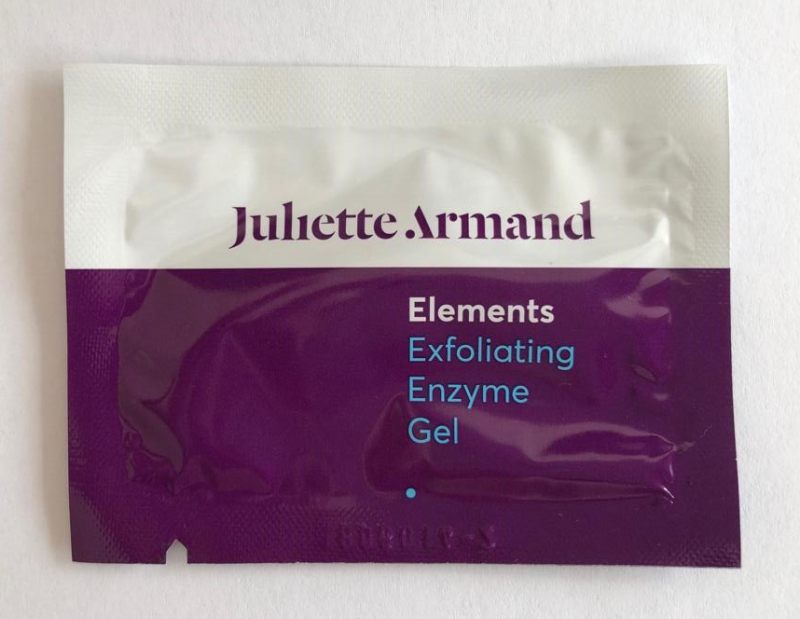 Juliette Armand
Elements
Exfoliating
Enzyme
Gel